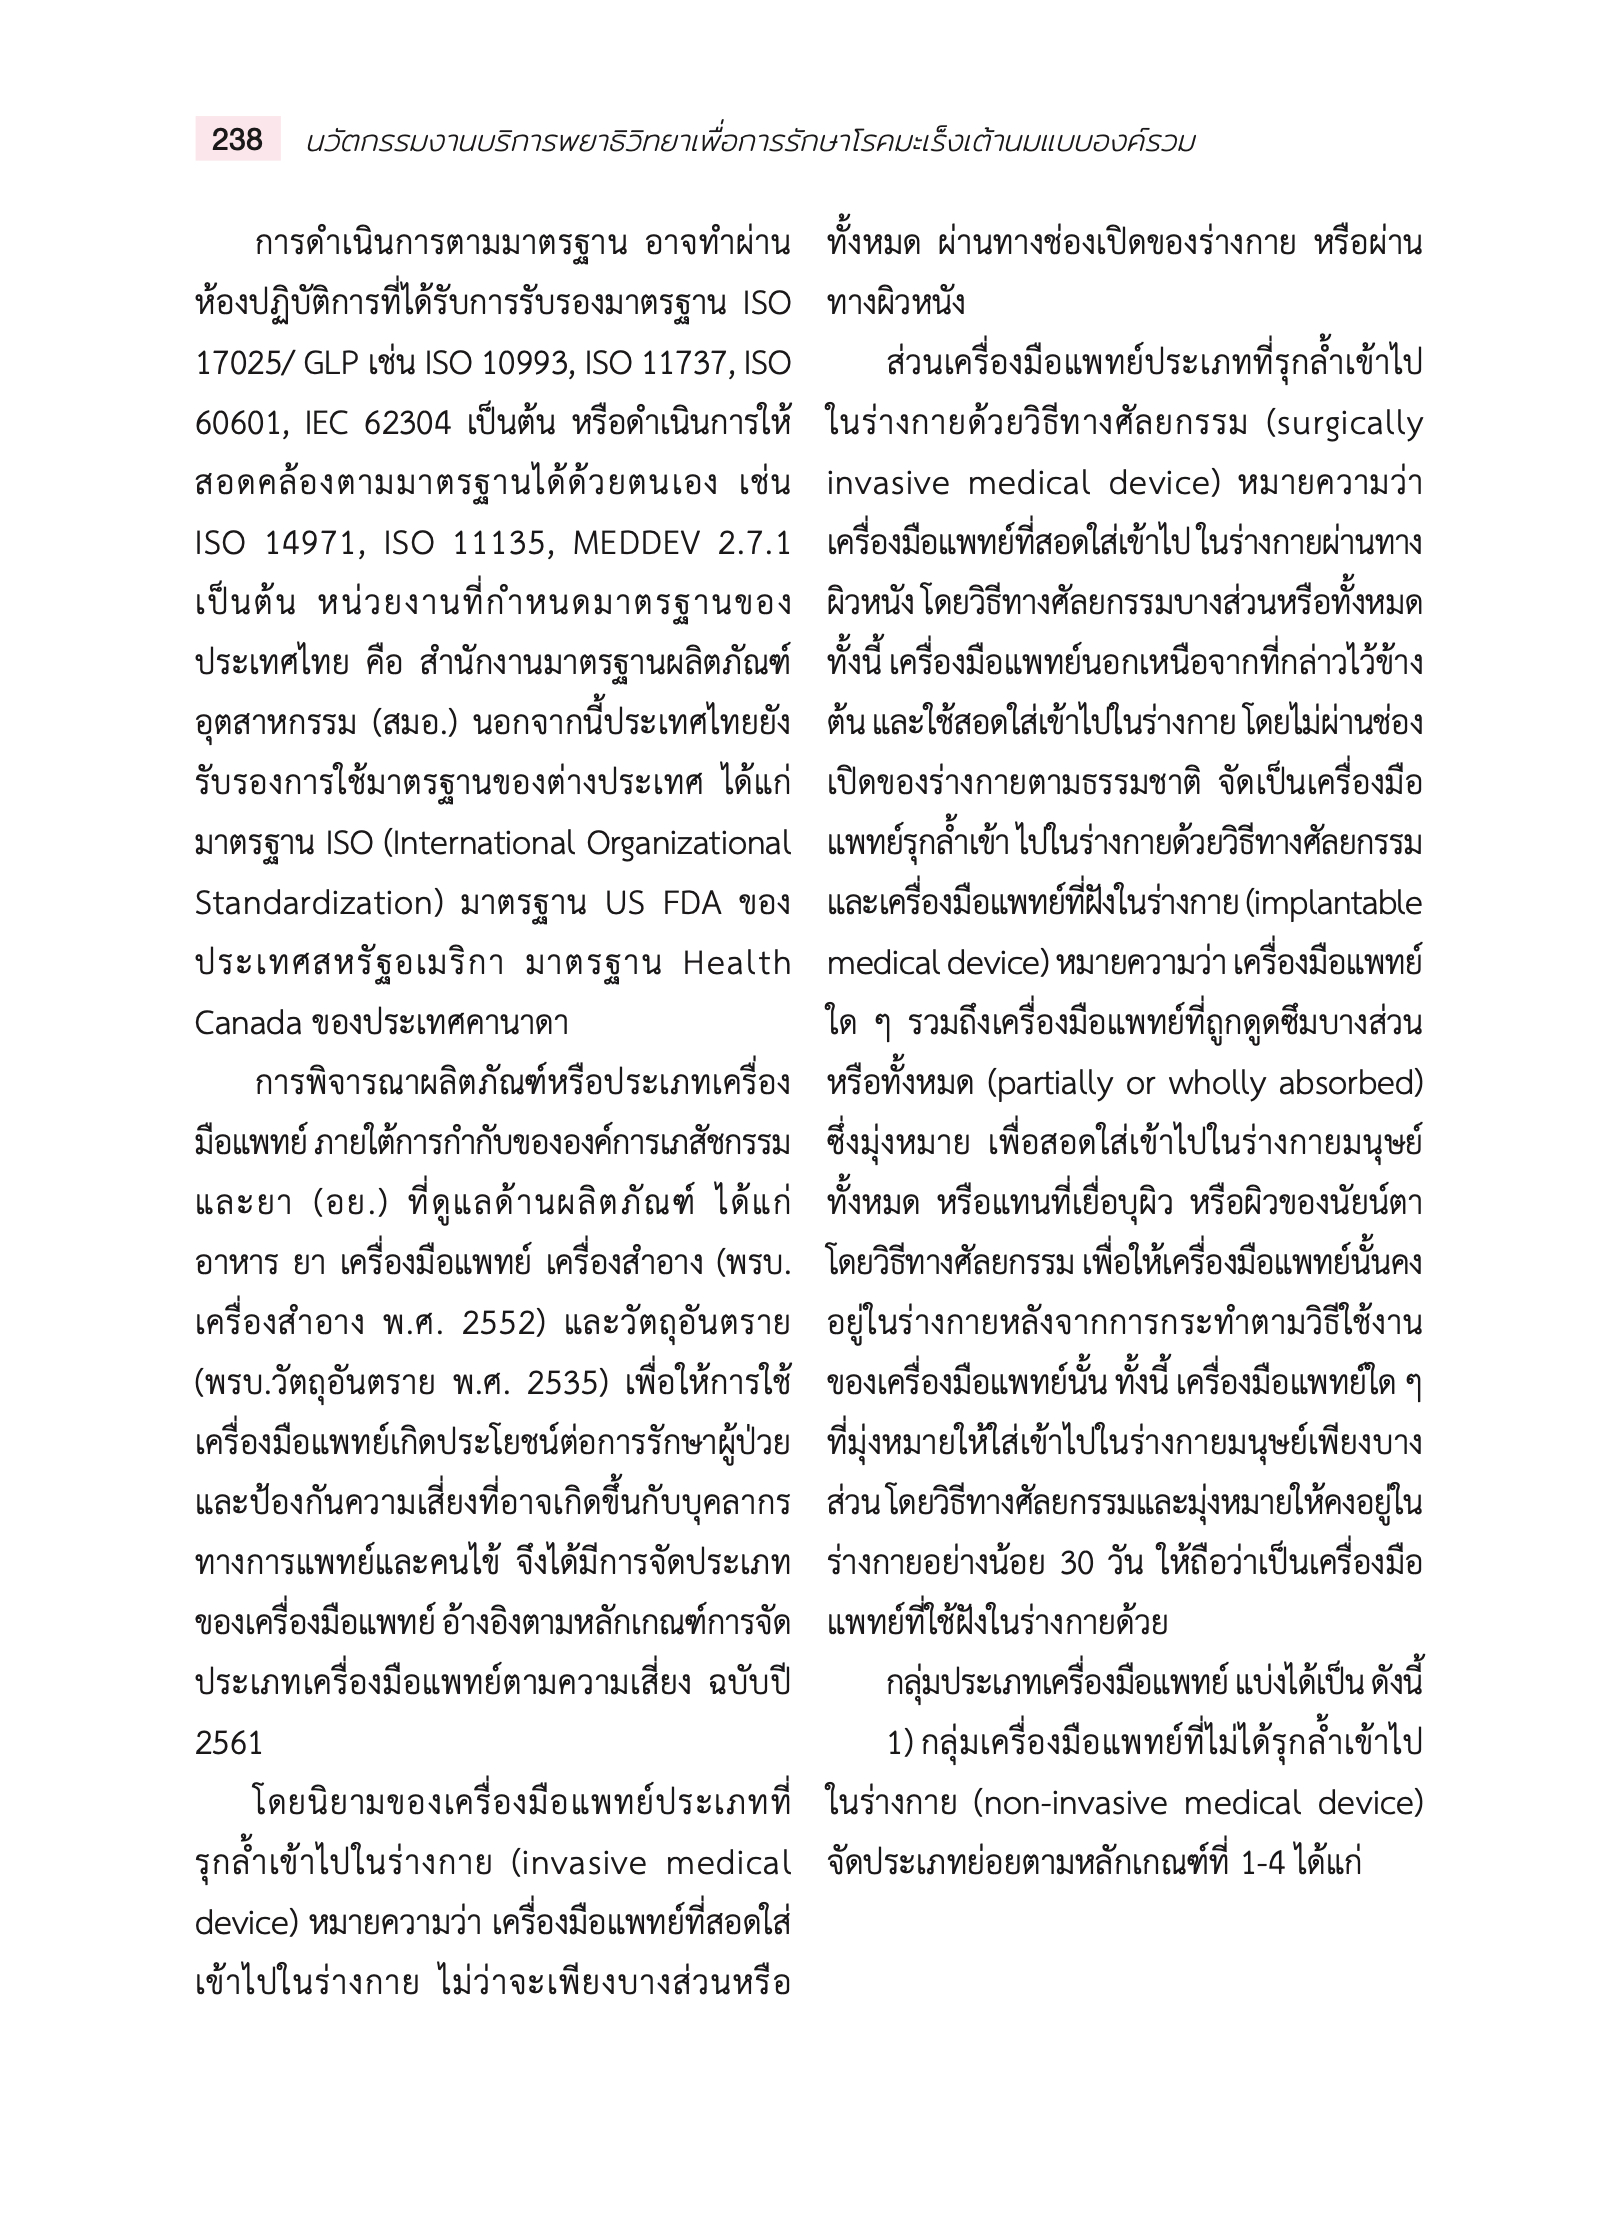 238 นวัตกรรมงานบริการพยาธิวิทยาเพื่อการรักษาโรคมะเร็งเต้านมแบบองค์รวม
การดำเนินการตามมาตรฐาน อาจทำผ่าน
ห้องปฏิบัติการที่ได้รับการรับรองมาตรฐาน ISO
17025/ GLP เช่น ISO 10993, ISO 11737, ISO
60601, IEC 62304 เป็นต้น หรือดำเนินการให้
สอดคล้องตามมาตรฐานได้ด้วยตนเอง เช่น
ISO 14971, ISO 11135, MEDDEV 2.7.1
เป็นต้น หน่วยงานที่กำหนดมาตรฐานของ
ประเทศไทย คือ สำนักงานมาตรฐานผลิตภัณฑ์
อุตสาหกรรม (สมอ.) นอกจากนี้ประเทศไทยยัง
รับรองการใช้มาตรฐานของต่างประเทศ ได้แก่
มาตรฐาน ISO (International Organizational
Standardization) มาตรฐาน US FDA ของ
ประเทศสหรัฐอเมริกา มาตรฐาน Health
Canada ของประเทศคานาดา
การพิจารณาผลิตภัณฑ์หรือประเภทเครื่อง
มือแพทย์ ภายใต้การกำกับขององค์การเภสัชกรรม
และยา (อย.) ที่ดูแลด้านผลิตภัณฑ์ ได้แก่
อาหาร ยา เครื่องมือแพทย์ เครื่องสำอาง (พรบ.
เครื่องสำอาง พ.ศ. 2552) และวัตถุอันตราย
(พรบ.วัตถุอันตราย พ.ศ. 2535) เพื่อให้การใช้
เครื่องมือแพทย์เกิดประโยชน์ต่อการรักษาผู้ป่วย
และป้องกันความเสี่ยงที่อาจเกิดขึ้นกับบุคลากร
ทางการแพทย์และคนไข้ จึงได้มีการจัดประเภท
ของเครื่องมือแพทย์ อ้างอิงตามหลักเกณฑ์การจัด
ประเภทเครื่องมือแพทย์ตามความเสี่ยง ฉบับปี
2561
โดยนิยามของเครื่องมือแพทย์ประเภทที่
รุกล้ำเข้าไปในร่างกาย (invasive medical
device) หมายความว่า เครื่องมือแพทย์ที่สอดใส่
เข้าไปในร่างกาย ไม่ว่าจะเพียงบางส่วนหรือ
ทั้งหมด ผ่านทางช่องเปิดของร่างกาย หรือผ่าน
ทางผิวหนัง
ส่วนเครื่องมือแพทย์ประเภทที่รุกล้ำเข้าไป
ในร่างกายด้วยวิธีทางศัลยกรรม (surgically
invasive medical device) หมายความว่า
เครื่องมือแพทย์ที่สอดใส่เข้าไป ในร่างกายผ่านทาง
ผิวหนัง โดยวิธีทางศัลยกรรมบางส่วนหรือทั้งหมด
ทั้งนี้ เครื่องมือแพทย์นอกเหนือจากที่กล่าวไว้ข้าง
ต้น และใช้สอดใส่เข้าไปในร่างกาย โดยไม่ผ่านช่อง
เปิดของร่างกายตามธรรมชาติ จัดเป็นเครื่องมือ
แพทย์รุกล้ำเข้า ไปในร่างกายด้วยวิธีทางศัลยกรรม
และเครื่องมือแพทย์ที่ฝังในร่างกาย (implantable
medical device) หมายความว่า เครื่องมือแพทย์
ใด ๆ รวมถึงเครื่องมือแพทย์ที่ถูกดูดซึมบางส่วน
หรือทั้งหมด (partially or wholly absorbed)
ซึ่งมุ่งหมาย เพื่อสอดใส่เข้าไปในร่างกายมนุษย์
ทั้งหมด หรือแทนที่เยื่อบุผิว หรือผิวของนัยน์ตา
โดยวิธีทางศัลยกรรม เพื่อให้เครื่องมือแพทย์นั้นคง
อยู่ในร่างกายหลังจากการกระทำตามวิธีใช้งาน
ของเครื่องมือแพทย์นั้น ทั้งนี้ เครื่องมือแพทย์ใด ๆ
ที่มุ่งหมายให้ใส่เข้าไปในร่างกายมนุษย์เพียงบาง
ส่วน โดยวิธีทางศัลยกรรมและมุ่งหมายให้คงอยู่ใน
ร่างกายอย่างน้อย 30 วัน ให้ถือว่าเป็นเครื่องมือ
แพทย์ที่ใช้ฝังในร่างกายด้วย
กลุ่มประเภทเครื่องมือแพทย์ แบ่งได้เป็น ดังนี้
1) กลุ่มเครื่องมือแพทย์ที่ไม่ได้รุกล้ำเข้าไป
ในร่างกาย (non-invasive medical device)
จัดประเภทย่อยตามหลักเกณฑ์ที่ 1-4 ได้แก่